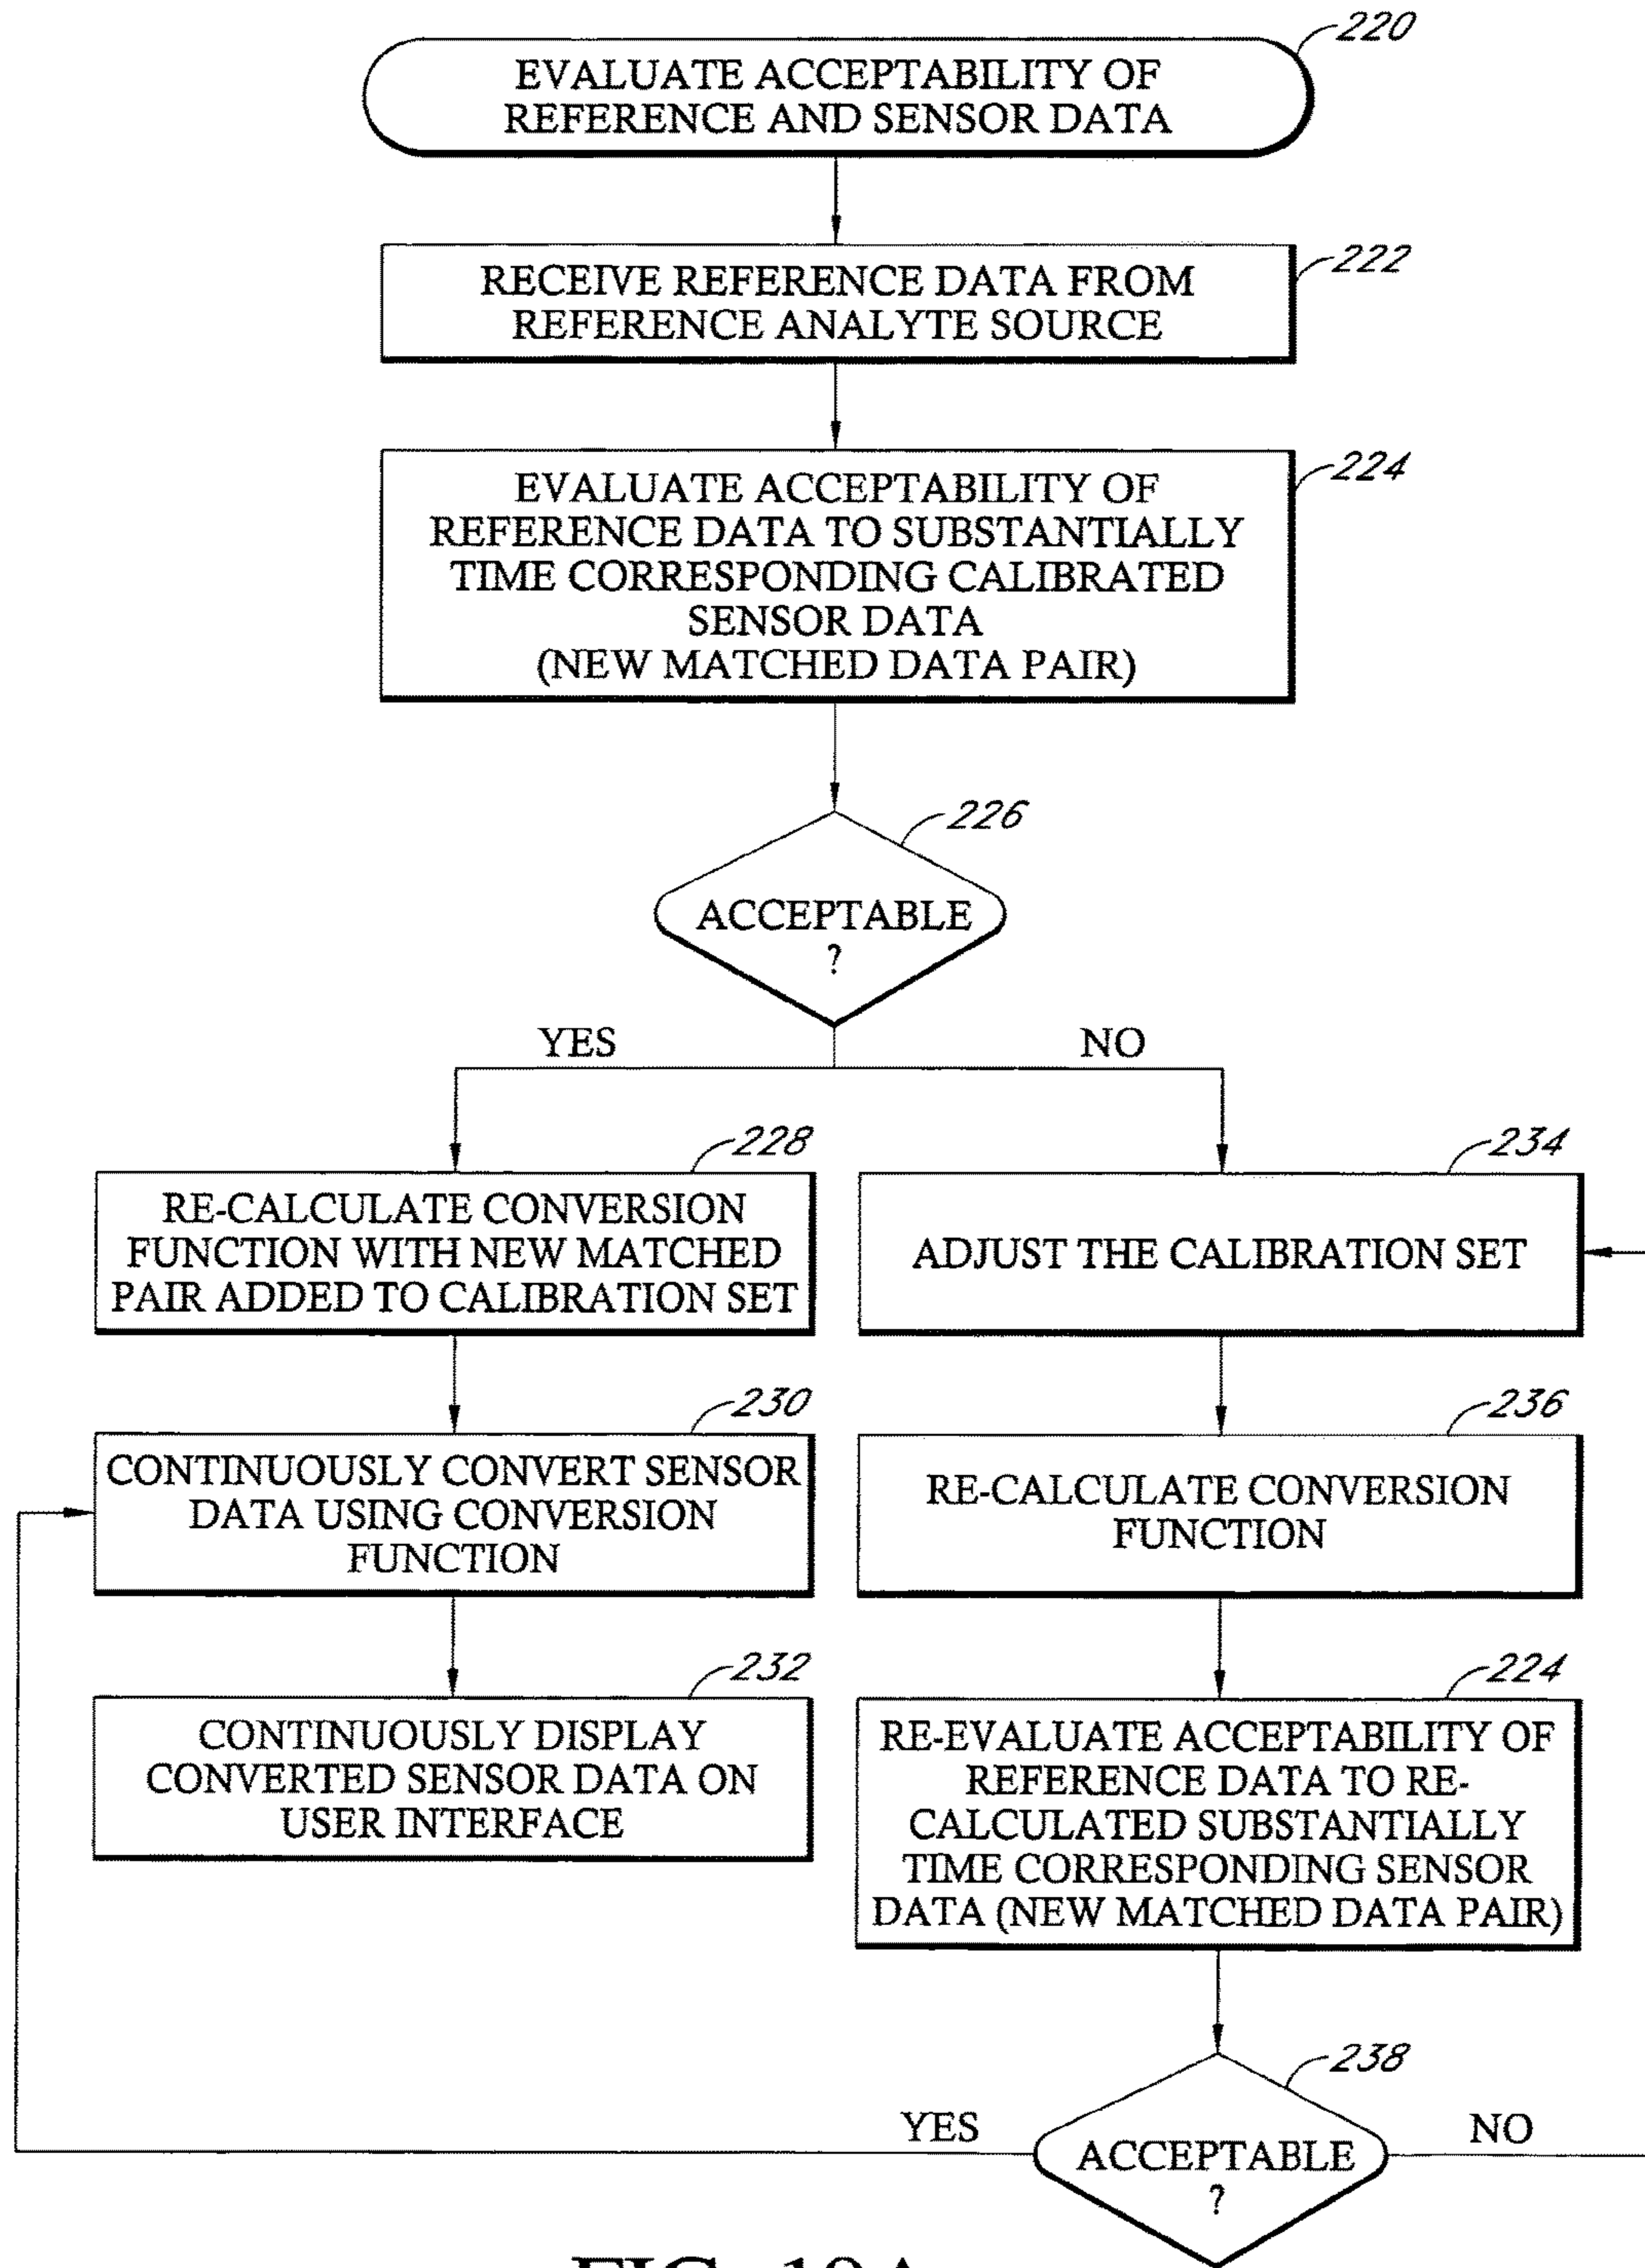 220
EVALUATE ACCEPTABILITY OF
REFERENCE AND SENSOR DATA
222
RECEIVE REFERENCE DATA FROM
REFERENCE ANALYTE SOURCE
224
EVALUATE ACCEPTABILITY OF
REFERENCE DATA TO SUBSTANTIALLY
TIME CORRESPONDING CALIBRATED
SENSOR DATA
(NEW MATCHED DATA PAIR)
226
ACCEPTABLE
?
YES
NO
228
RE-CALCULATE CONVERSION
FUNCTION WITH NEW MATCHED
PAIR ADDED TO CALIBRATION SET
234
ADJUST THE CALIBRATION SET
230
CONTINUOUSLY CONVERT SENSOR
DATA USING CONVERSION
FUNCTION
236
RE-CALCULATE CONVERSION
FUNCTION
232
CONTINUOUSLY DISPLAY
CONVERTED SENSOR DATA ON
USER INTERFACE
224
RE-EVALUATE ACCEPTABILITY OF
REFERENCE DATA TO RE-
CALCULATED SUBSTANTIALLY
TIME CORRESPONDING SENSOR
DATA (NEW MATCHED DATA PAIR)
238
YES
ACCEPTABLE
?
NO